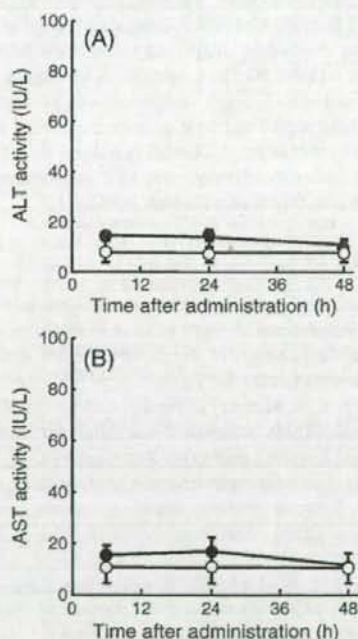 (A)
ALT activity (IU/L)
100
80
60
40
20
0
0 12 24 36 48
Time after administration (h)
(B)
AST activity (IU/L)
100
80
60
40
20
0
0 12 24 36 48
Time after administration (h)